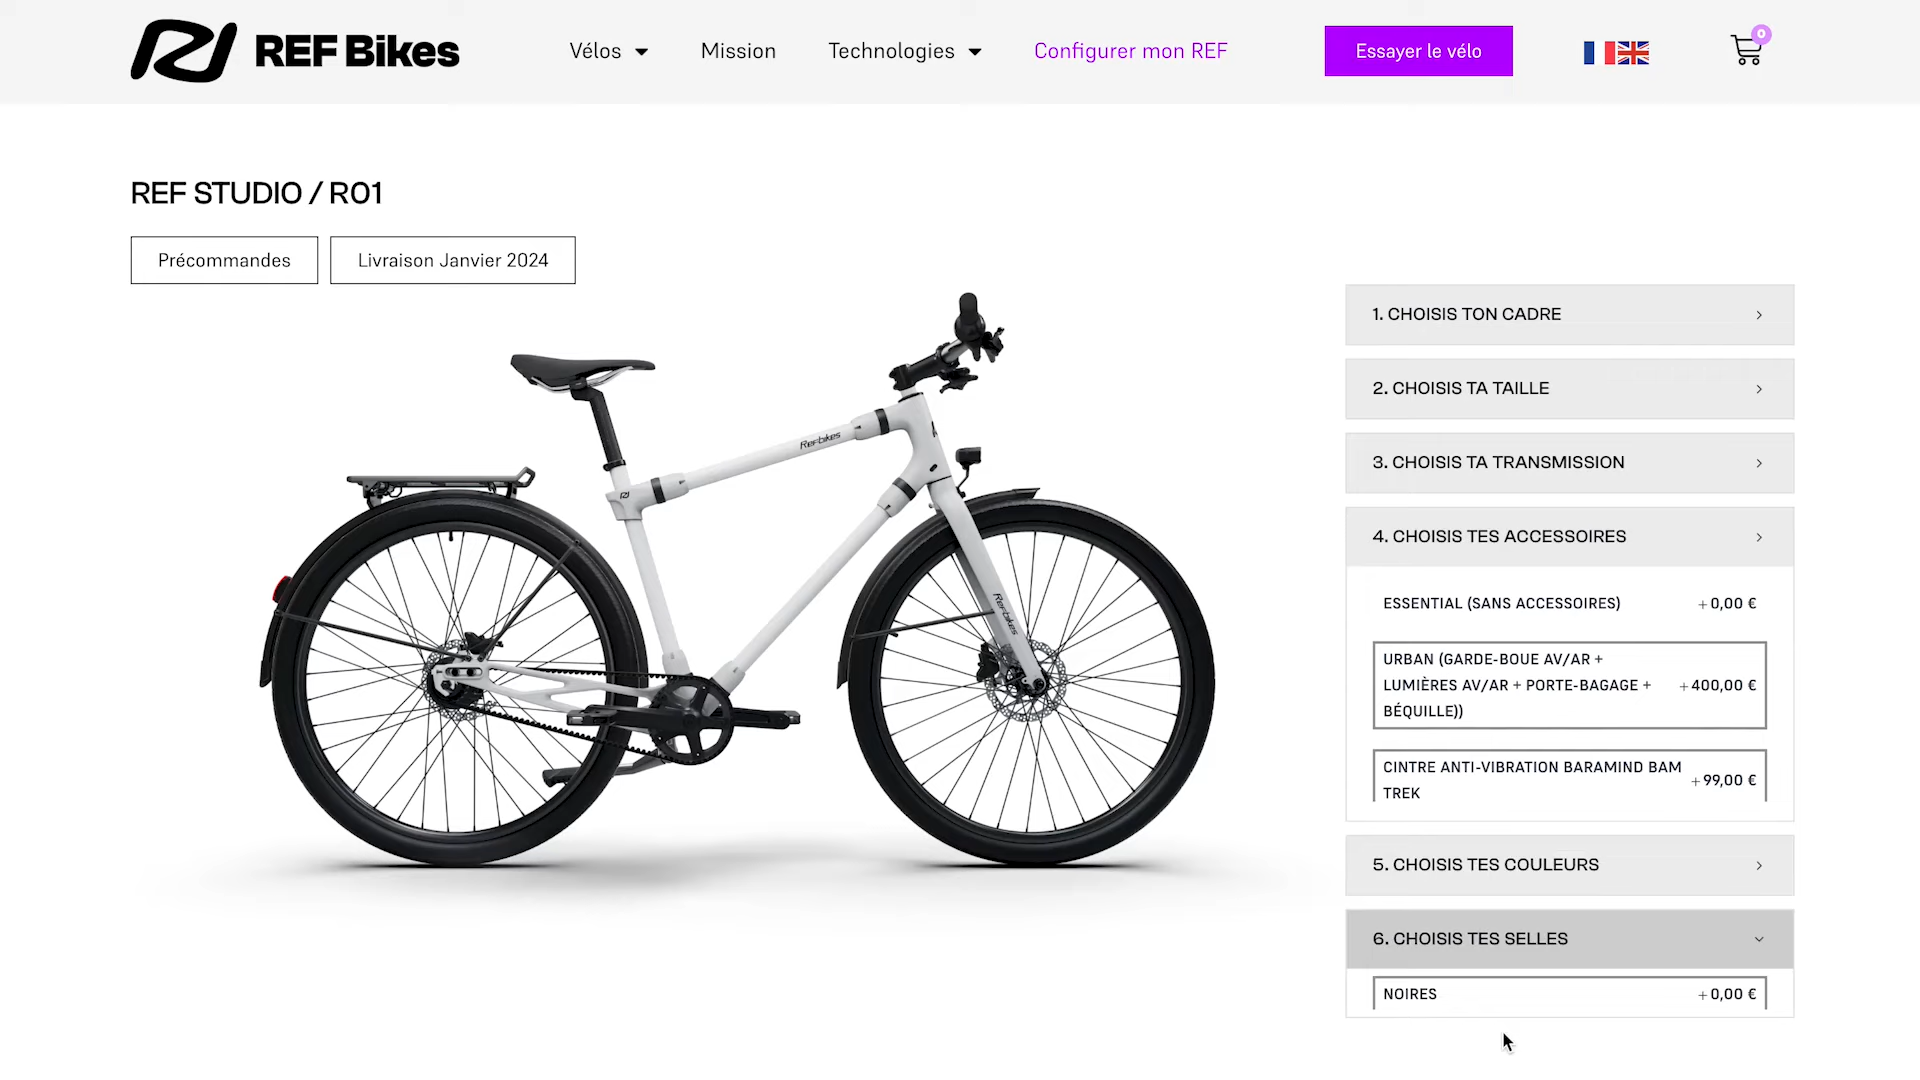 REF Bikes
Vélos
Mission
Technologies
Configurer mon REF
Essayer le vélo
0
REF STUDIO / R01
Précommandes
Livraison Janvier 2024
Refbikes
Refbikes
1. CHOISIS TON CADRE
2. CHOISIS TA TAILLE
3. CHOISIS TA TRANSMISSION
4. CHOISIS TES ACCESSOIRES
ESSENTIAL (SANS ACCESSOIRES) +0,00 €
URBAN (GARDE-BOUE AV/AR +
LUMIÈRES AV/AR + PORTE-BAGAGE + +400,00 €
BÉQUILLE))
CINTRE ANTI-VIBRATION BARAMIND BAM +99,00 €
TREK
5. CHOISIS TES COULEURS
6. CHOISIS TES SELLES
NOIRES +0,00 €